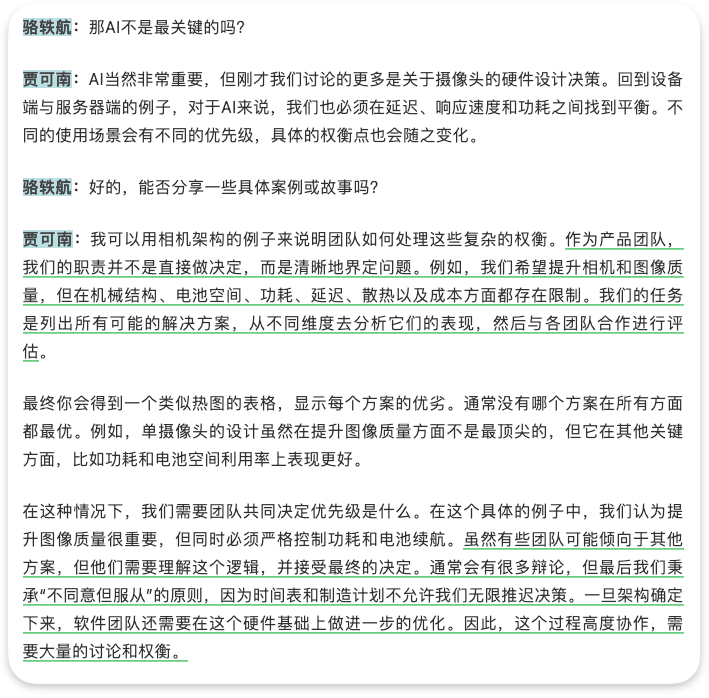 骆轶航：那AI不是最关键的吗？
贾可南：AI当然非常重要，但刚才我们讨论的更多是关于摄像头的硬件设计决策。回到设备
端与服务器端的例子，对于AI来说，我们也必须在延迟、响应速度和功耗之间找到平衡。不
同的使用场景会有不同的优先级，具体的权衡点也会随之变化。
骆轶航：好的，能否分享一些具体案例或故事吗？
贾可南：我可以用相机架构的例子来说明团队如何处理这些复杂的权衡。作为产品团队，
我们的职责并不是直接做决定，而是清晰地界定问题。例如，我们希望提升相机和图像质
量，但在机械结构、电池空间、功耗、延迟、散热以及成本方面都存在限制。我们的任务
是列出所有可能的解决方案，从不同维度去分析它们的表现，然后与各团队合作进行评
估。
最终你会得到一个类似热图的表格，显示每个方案的优劣。通常没有哪个方案在所有方面
都最优。例如，单摄像头的设计虽然在提升图像质量方面不是最顶尖的，但它在其他关键
方面，比如功耗和电池空间利用率上表现更好。
在这种情况下，我们需要团队共同决定优先级是什么。在这个具体的例子中，我们认为提
升图像质量很重要，但同时必须严格控制功耗和电池续航。虽然有些团队可能倾向于其他
方案，但他们需要理解这个逻辑，并接受最终的决定。通常会有很多辩论，但最后我们秉
承“不同意但服从”的原则，因为时间表和制造计划不允许我们无限推迟决策。一旦架构确定
下来，软件团队还需要在这个硬件基础上做进一步的优化。因此，这个过程高度协作，需
要大量的讨论和权衡。